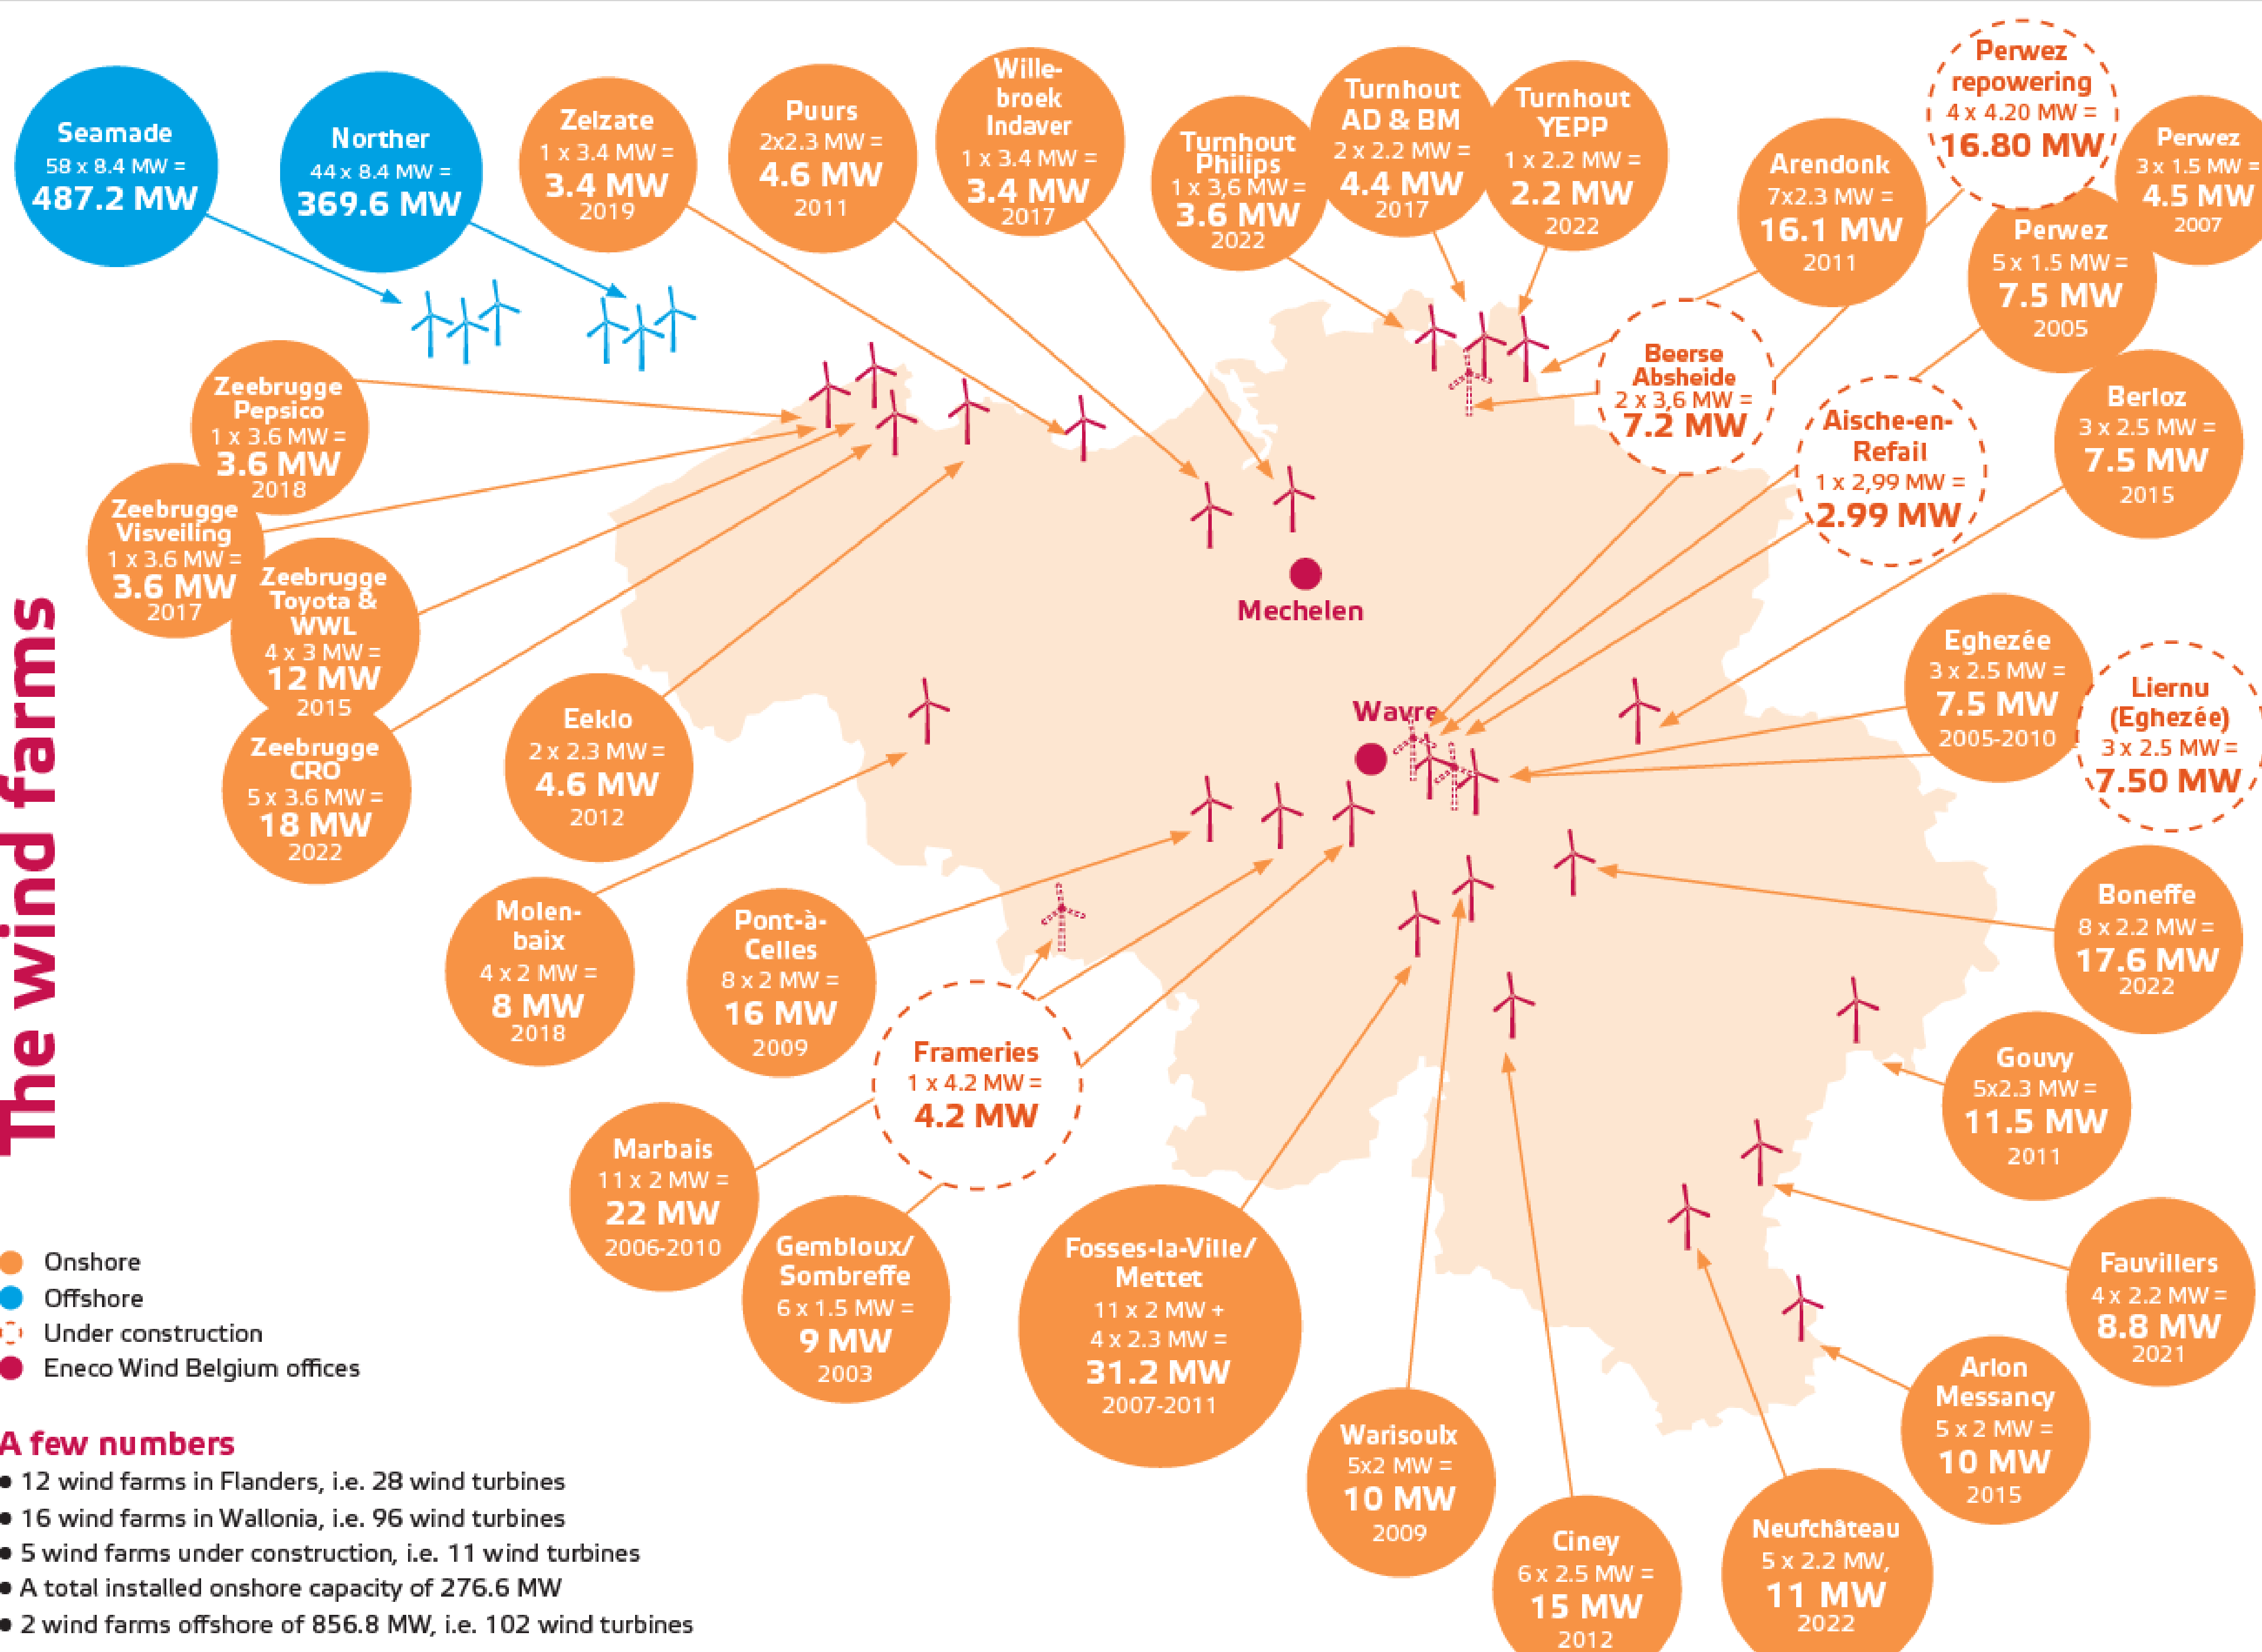 The wind farms
Seamade
58 x 8.4 MW =
487.2 MW
Norther
44 x 8.4 MW =
369.6 MW
Zelzate
1 x 3.4 MW =
3.4 MW
2019
Puurs
2x2.3 MW =
4.6 MW
2011
Wille-
broek
Indaver
1 x 3.4 MW =
3.4 MW
2017
Turnhout
Philips
1 x 3,6 MW =
3.6 MW
2022
Turnhout
AD & BM
2 x 2.2 MW =
4.4 MW
2017
Turnhout
YEPP
1 x 2.2 MW =
2.2 MW
2022
Arendonk
7x2.3 MW =
16.1 MW
2011
Perwez
repowering
4 x 4.20 MW =
16.80 MW
Perwez
3 x 1.5 MW =
4.5 MW
2007
Perwez
5 x 1.5 MW =
7.5 MW
2005
Beerse
Absheide
2 x 3,6 MW =
7.2 MW
Aische-en-
Refail
1 x 2,99 MW =
2.99 MW
Berloz
3 x 2.5 MW =
7.5 MW
2015
Zeebrugge
Pepsico
1 x 3.6 MW =
3.6 MW
2018
Zeebrugge
Visveiling
1 x 3.6 MW =
3.6 MW
2017
Zeebrugge
Toyota &
WWL
4 x 3 MW =
12 MW
2015
Zeebrugge
CRO
5 x 3.6 MW =
18 MW
2022
Eeklo
2 x 2.3 MW =
4.6 MW
2012
Mechelen
Wavre
Eghezée
3 x 2.5 MW =
7.5 MW
2005-2010
Liernu
(Eghezée)
3 x 2.5 MW =
7.50 MW
Molen-
baix
4 x 2 MW =
8 MW
2018
Pont-à-
Celles
8 x 2 MW =
16 MW
2009
Frameries
1 x 4.2 MW =
4.2 MW
Boneffe
8 x 2.2 MW =
17.6 MW
2022
Gouvy
5x2.3 MW =
11.5 MW
2011
Marbais
11 x 2 MW =
22 MW
2006-2010
Gembloux/
Sombreffe
6 x 1.5 MW =
9 MW
2003
Fosses-la-Ville/
Mettet
11 x 2 MW +
4 x 2.3 MW =
31.2 MW
2007-2011
Warisoulx
5x2 MW =
10 MW
2009
Ciney
6 x 2.5 MW =
15 MW
2012
Neufchâteau
5 x 2.2 MW,
11 MW
2022
Arlon
Messancy
5 x 2 MW =
10 MW
2015
Fauvillers
4 x 2.2 MW =
8.8 MW
2021
Onshore
Offshore
Under construction
Eneco Wind Belgium offices
A few numbers
• 12 wind farms in Flanders, i.e. 28 wind turbines
• 16 wind farms in Wallonia, i.e. 96 wind turbines
• 5 wind farms under construction, i.e. 11 wind turbines
• A total installed onshore capacity of 276.6 MW
• 2 wind farms offshore of 856.8 MW, i.e. 102 wind turbines